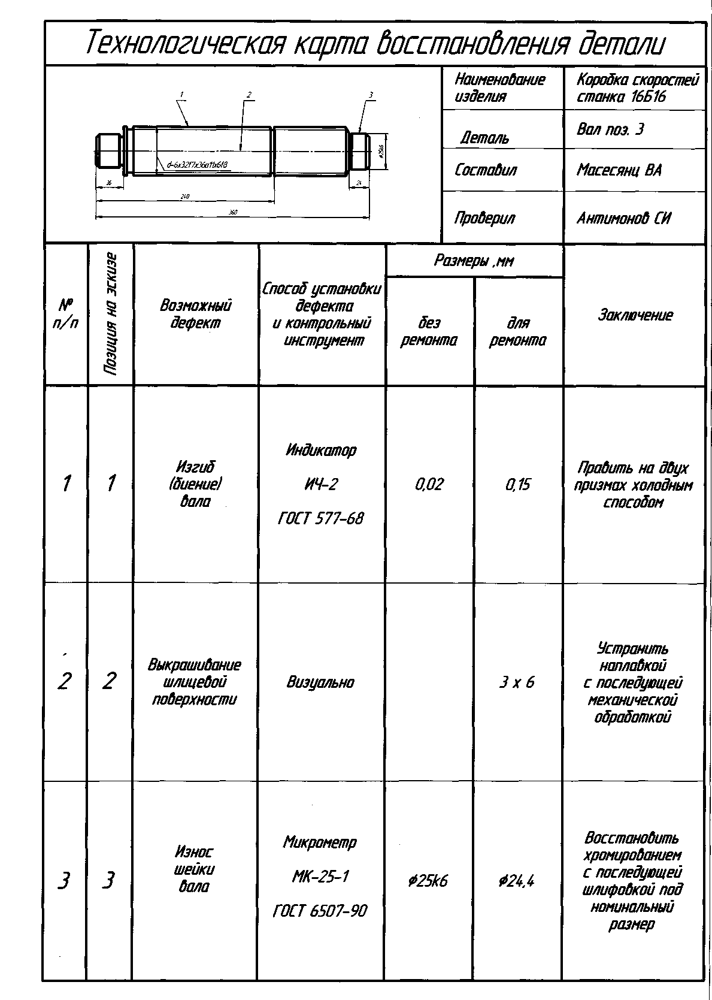 Технологическая карта восстановления детали
1
2
3
d-6x32f7x36a11x6f8
⌀25k6
36
24
240
360
Наименование
изделия
Коробка скоростей
станка 16Б16
Деталь
Вал поз. 3
Составил
Масесянц ВА
Проверил
Антимонов СИ
№
п/п
Позиция на эскизе
Возможный
дефект
Способ установки
дефекта
и контрольный
инструмент
Размеры ,мм
без
ремонта
для
ремонта
Заключение
1
1
Изгиб
(биение)
вала
Индикатор
ИЧ-2
ГОСТ 577-68
0,02
0,15
Править на двух
призмах холодным
способом
2
2
Выкрашивание
шлицевой
поверхности
Визуально
3 x 6
Устранить
наплавкой
с последующей
механической
обработкой
3
3
Износ
шейки
вала
Микрометр
МК-25-1
ГОСТ 6507-90
⌀25k6
⌀24,4
Восстановить
хромированием
с последующей
шлифовкой под
номинальный
размер